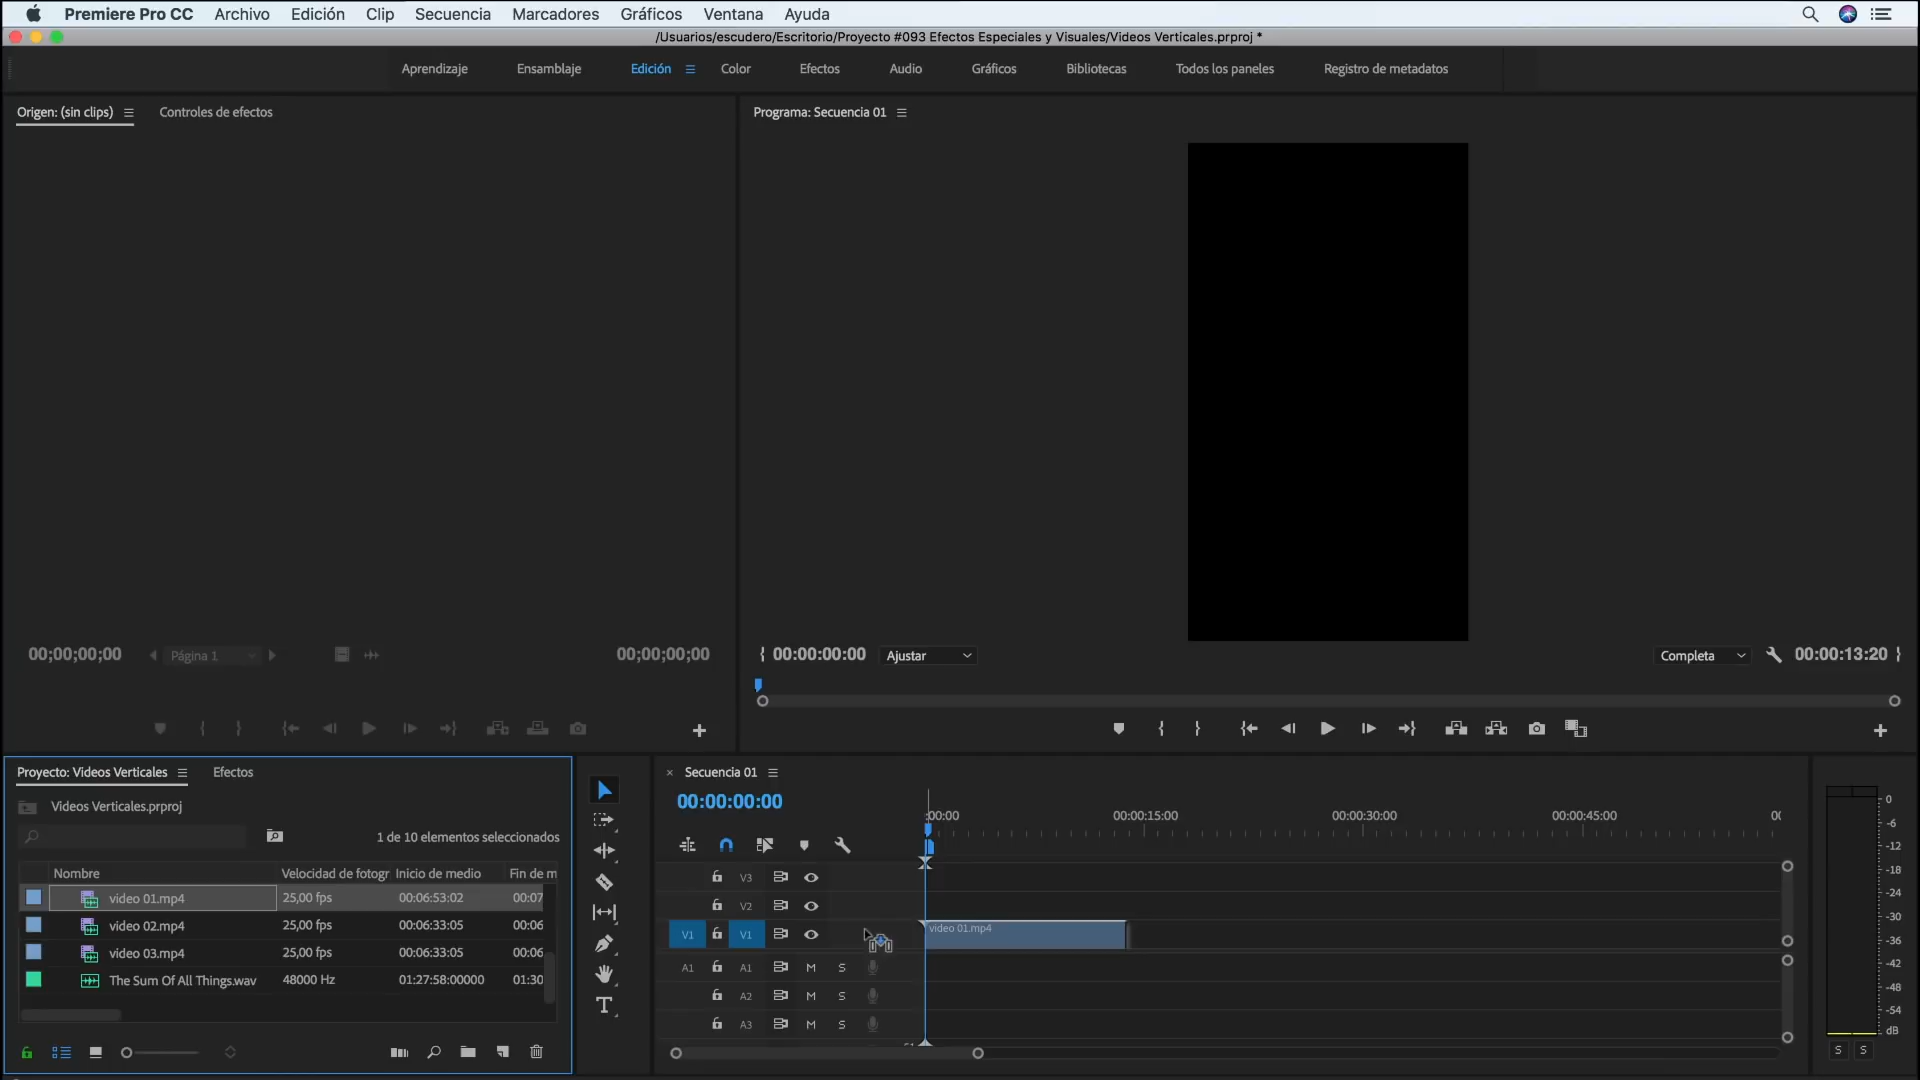 Premiere Pro CC Archivo Edición Clip Secuencia Marcadores Gráficos Ventana Ayuda
/Usuarios/escudero/Escritorio/Proyecto #093 Efectos Especiales y Visuales/Videos Verticales.prproj *
Aprendizaje Ensamblaje Edición Color Efectos Audio Gráficos Bibliotecas Todos los paneles Registro de metadatos
Origen: (sin clips) Controles de efectos
Programa: Secuencia 01
00;00;00;00 Página 1 00;00;00;00
00:00:00:00 Ajustar Completa 00:00:13:20
Proyecto: Videos Verticales Efectos
Videos Verticales.prproj
1 de 10 elementos seleccionados
Nombre Velocidad de fotogr Inicio de medio Fin de m
video 01.mp4 25,00 fps 00:06:53:02 00:07
video 02.mp4 25,00 fps 00:06:33:05 00:06
video 03.mp4 25,00 fps 00:06:33:05 00:06
The Sum Of All Things.wav 48000 Hz 01:27:58:00000 01:30
× Secuencia 01
00:00:00:00
:00:00 00:00:15:00 00:00:30:00 00:00:45:00 00
V3
V2
V1 V1 video 01.mp4
A1 A1 M S
A2 M S
A3 M S
0
-6
-12
-18
-24
-30
-36
-42
-48
-54
dB
S S